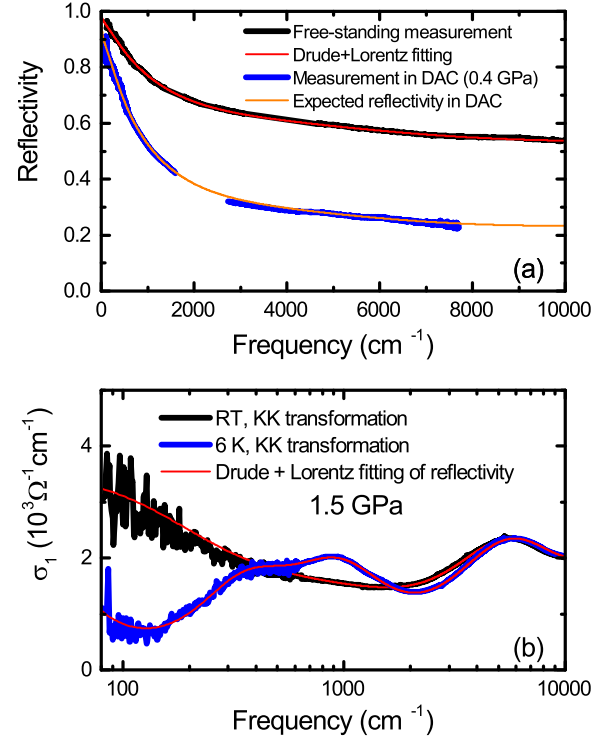 1.0
0.8
0.6
0.4
0.2
0.0
Reflectivity
Free-standing measurement
Drude+Lorentz fitting
Measurement in DAC (0.4 GPa)
Expected reflectivity in DAC
(a)
0 2000 4000 6000 8000 10000
Frequency (cm⁻¹)
4
2
0
σ₁ (10³Ω⁻¹cm⁻¹)
RT, KK transformation
6 K, KK transformation
Drude + Lorentz fitting of reflectivity
1.5 GPa
(b)
100 1000 10000
Frequency (cm⁻¹)